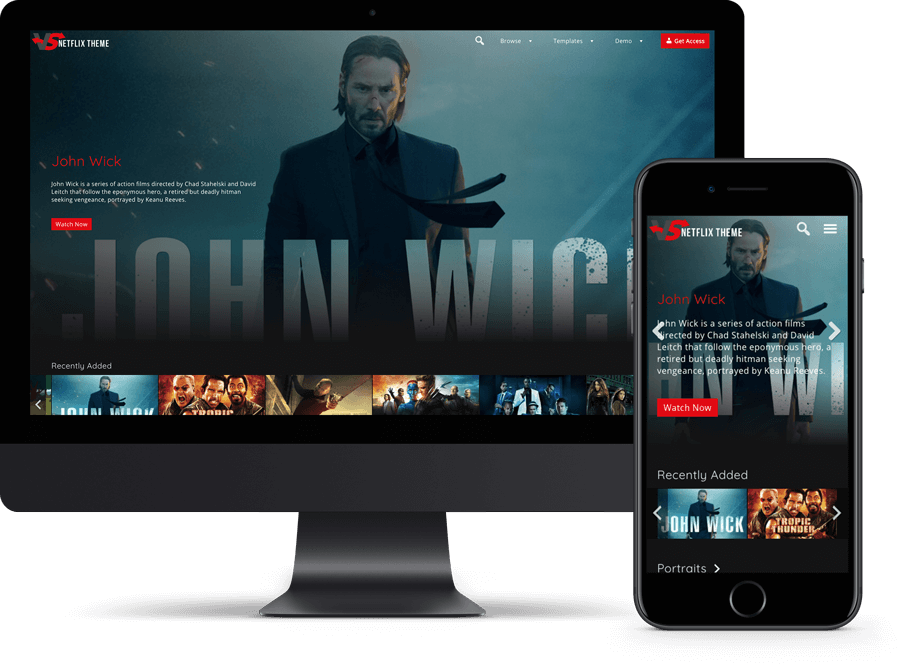 VS NETFLIX THEME
Browse
Templates
Demo
Get Access
John Wick
John Wick is a series of action films directed by Chad Stahelski and David
Leitch that follow the eponymous hero, a retired but deadly hitman
seeking vengeance, portrayed by Keanu Reeves.
Watch Now
JOHN WICK
Recently Added
JOHN WICK
TROPIC
VS NETFLIX THEME
John Wick
John Wick is a series of action films
directed by Chad Stahelski and David
Leitch that follow the eponymous hero, a
retired but deadly hitman seeking
vengeance, portrayed by Keanu Reeves.
Watch Now
N WI
Recently Added
JOHN WICK
TROPIC
THUNDER
Portraits